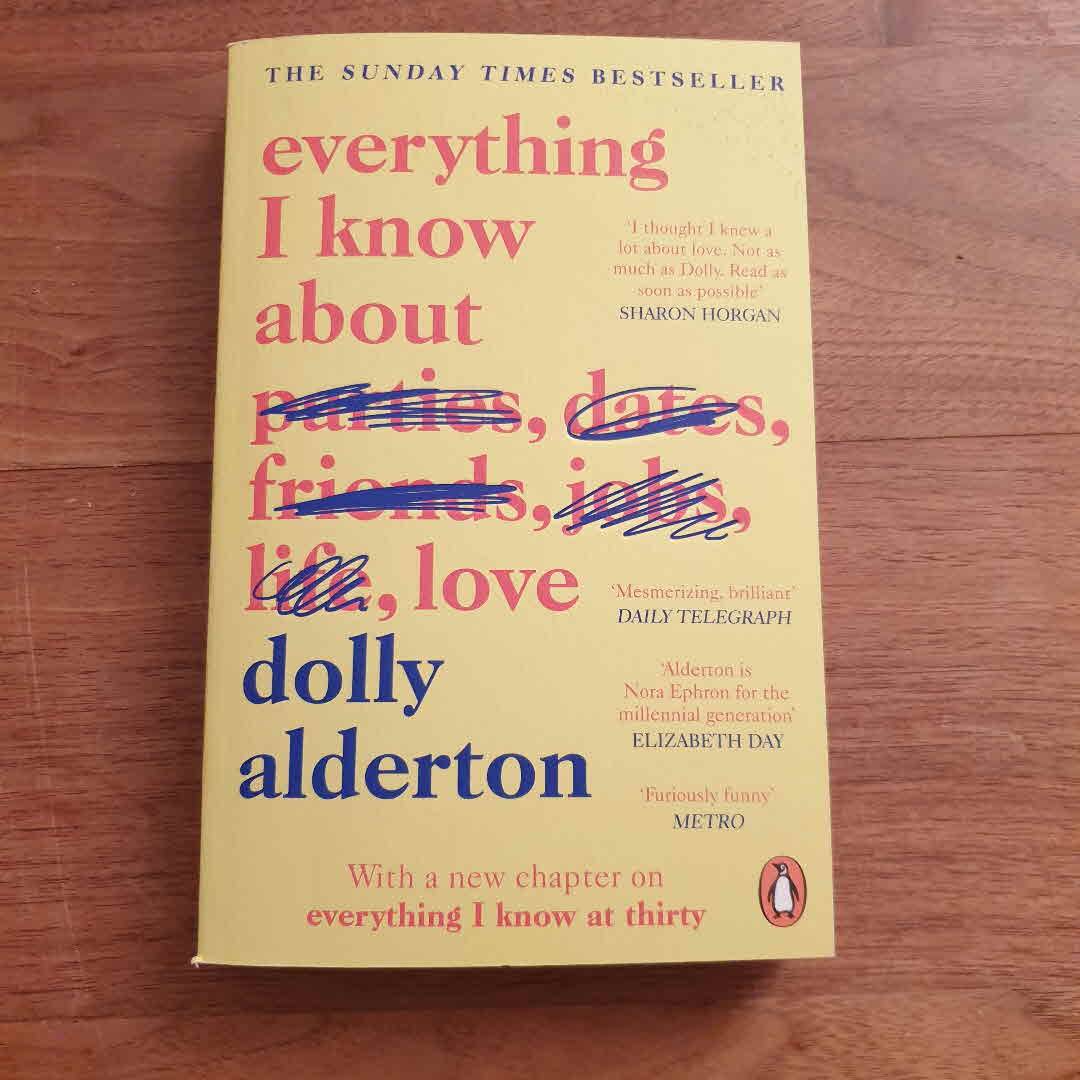 THE SUNDAY TIMES BESTSELLER
everything
I know
about
parties, dates,
friends, jobs,
life, love
dolly
alderton
'I thought I knew a
lot about love. Not as
much as Dolly. Read as
soon as possible'
SHARON HORGAN
'Mesmerizing, brilliant'
DAILY TELEGRAPH
'Alderton is
Nora Ephron for the
millennial generation'
ELIZABETH DAY
'Furiously funny'
METRO
With a new chapter on
everything I know at thirty